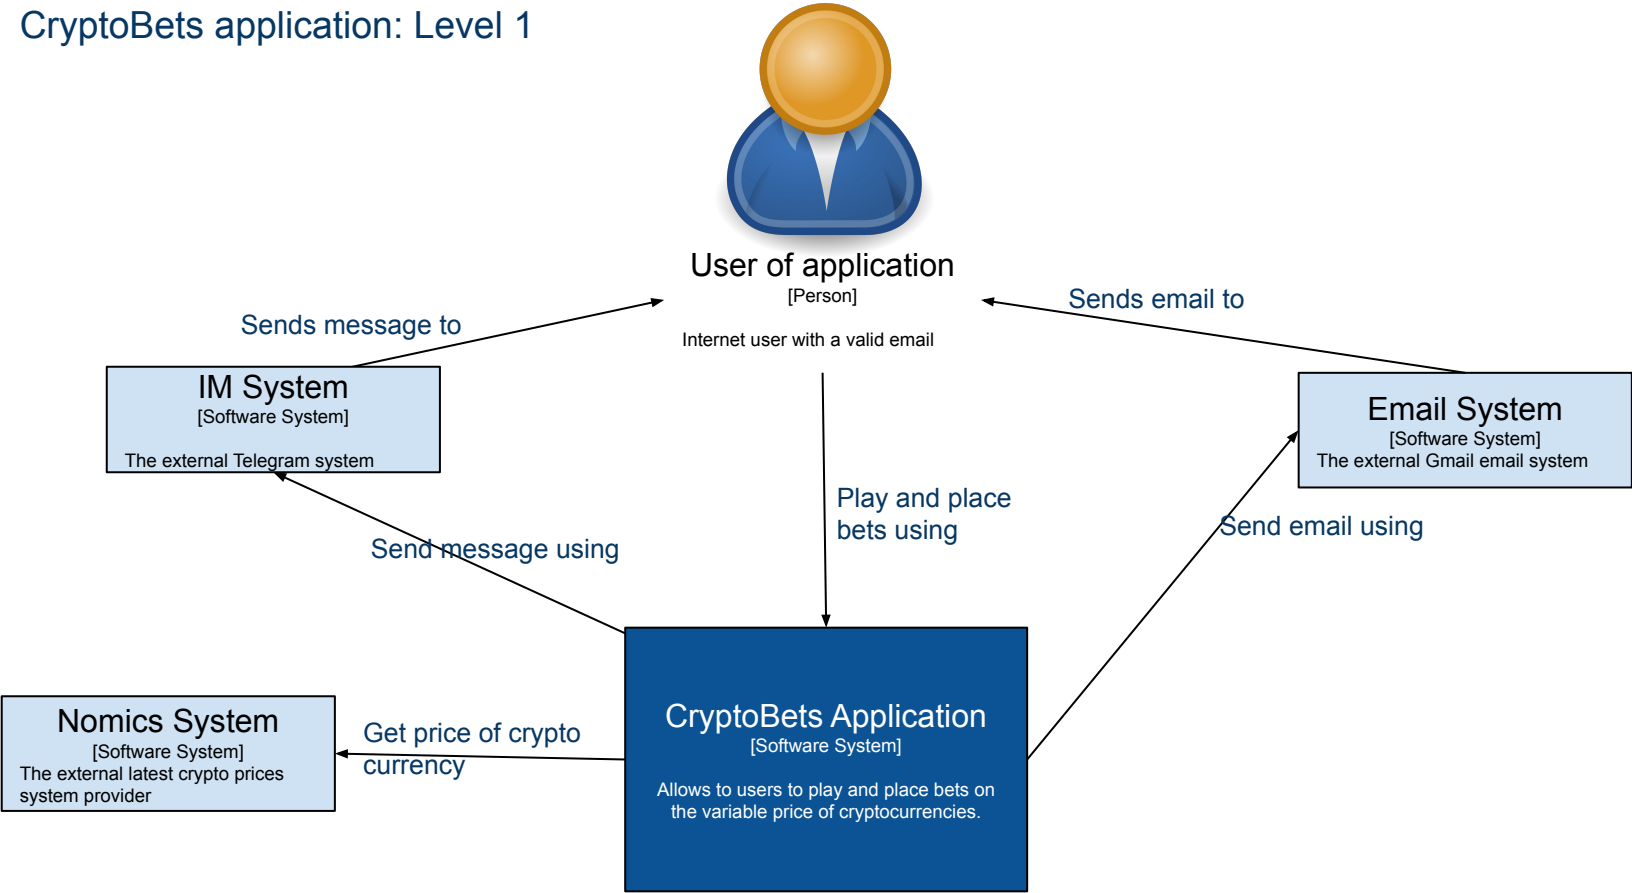 CryptoBets application: Level 1
User of application
[Person]
Internet user with a valid email
Sends message to
Sends email to
IM System
[Software System]
The external Telegram system
Email System
[Software System]
The external Gmail email system
Play and place
bets using
Send message using
Send email using
Nomics System
[Software System]
The external latest crypto prices
system provider
Get price of crypto
currency
CryptoBets Application
[Software System]
Allows to users to play and place bets on
the variable price of cryptocurrencies.